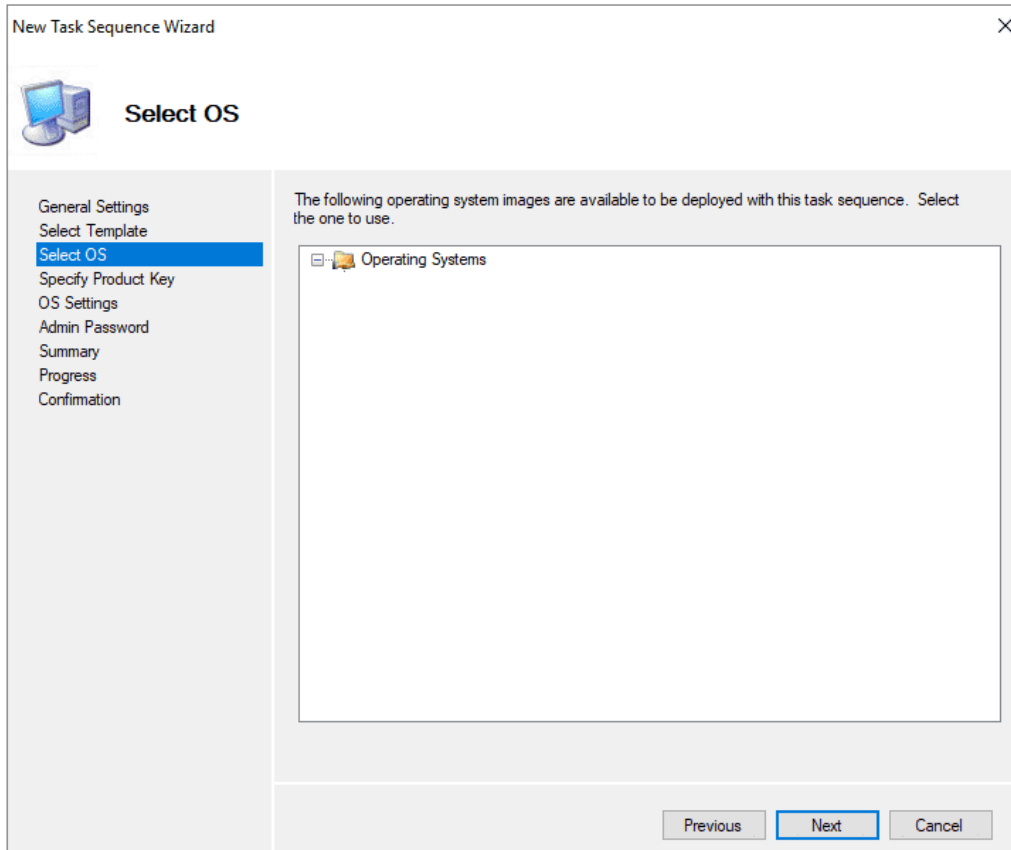 New Task Sequence Wizard
Select OS
General Settings
Select Template
Select OS
Specify Product Key
OS Settings
Admin Password
Summary
Progress
Confirmation
The following operating system images are available to be deployed with this task sequence.  Select
the one to use.
Operating Systems
Previous
Next
Cancel